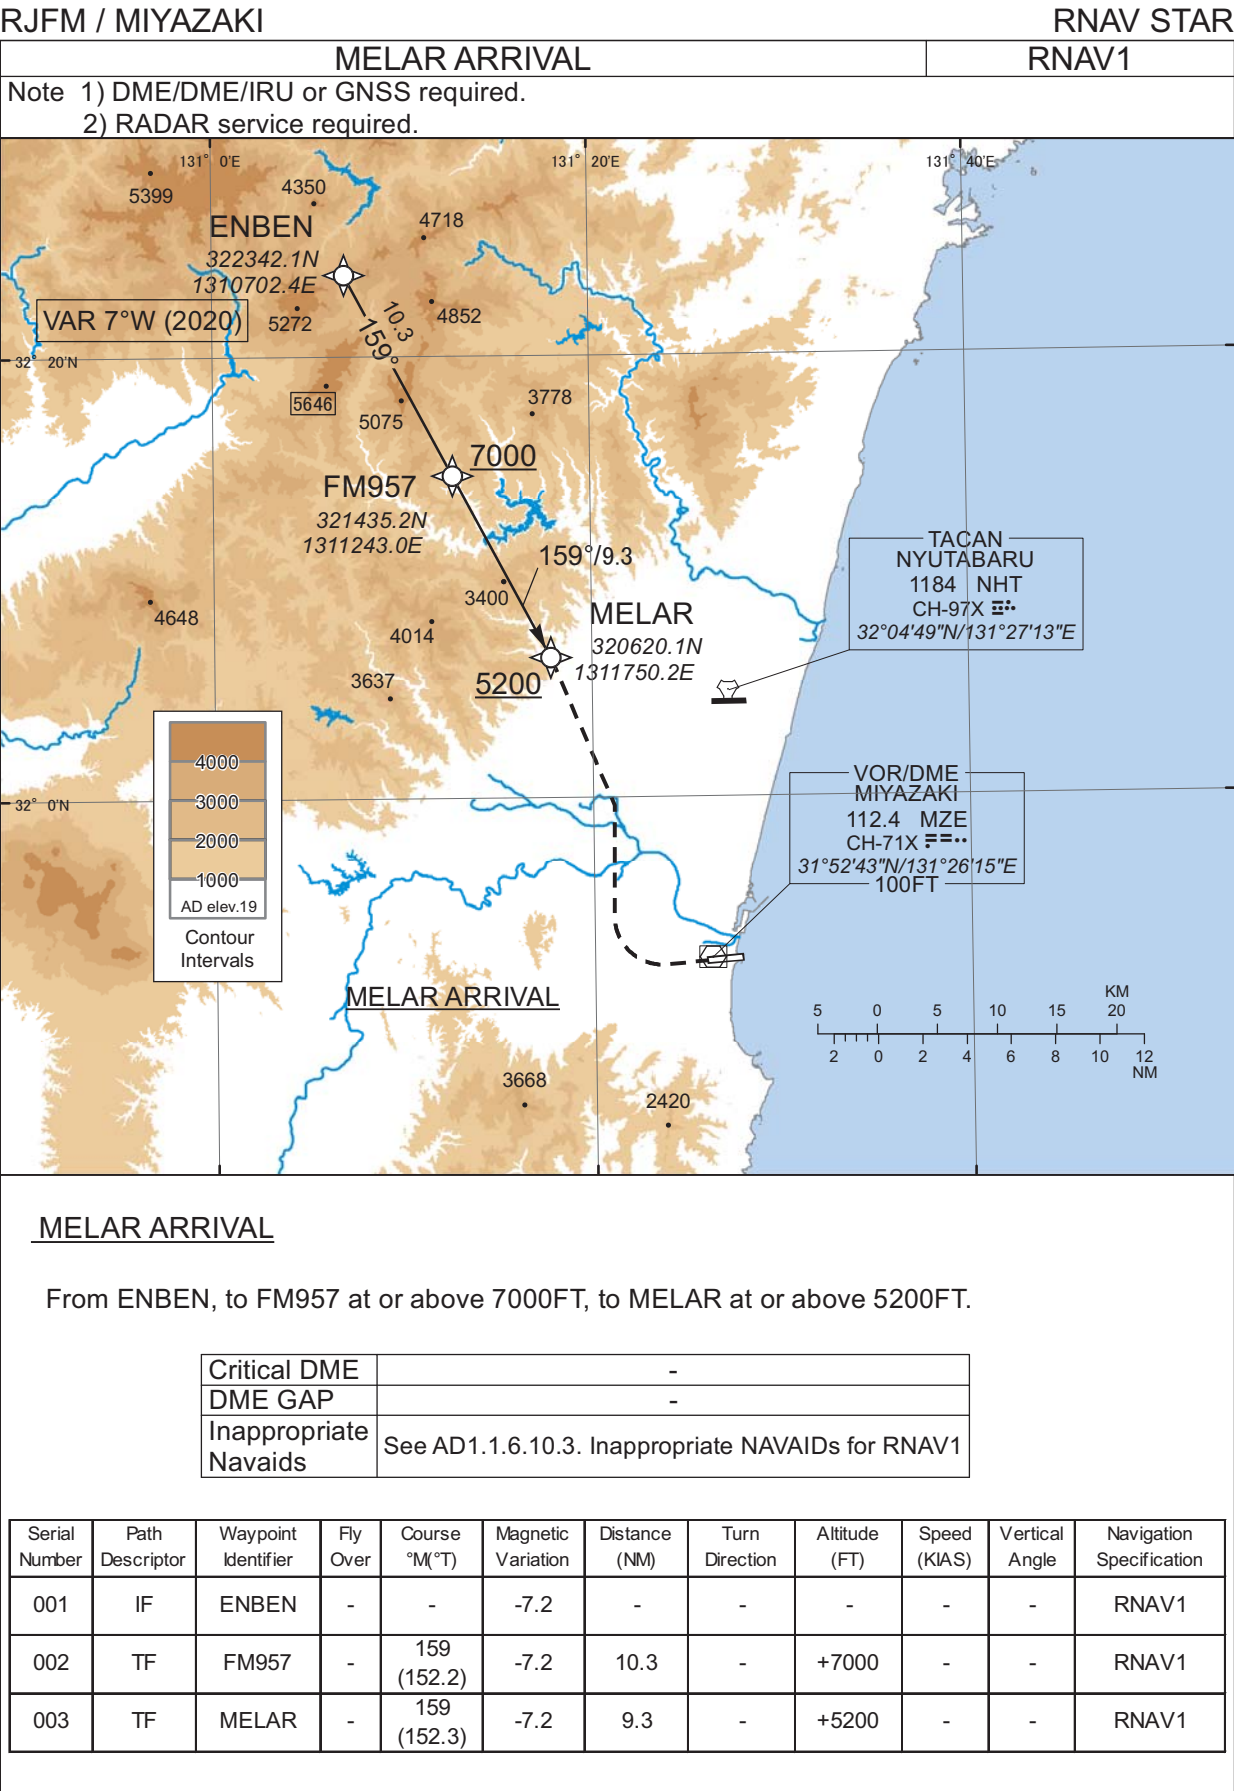 RJFM / MIYAZAKI
RNAV STAR
MELAR ARRIVAL
RNAV1
Note 1) DME/DME/IRU or GNSS required.
2) RADAR service required.
131° 0'E
131° 20'E
131° 40'E
5399
4350
4718
ENBEN
322342.1N
1310702.4E
VAR 7°W (2020)
5272
4852
10.3
159°
32° 20'N
5646
5075
3778
7000
FM957
321435.2N
1311243.0E
159°/9.3
3400
4648
4014
MELAR
320620.1N
1311750.2E
5200
3637
TACAN
NYUTABARU
1184 NHT
CH-97X
32°04'49"N/131°27'13"E
4000
3000
2000
1000
AD elev.19
Contour
Intervals
32° 0'N
VOR/DME
MIYAZAKI
112.4 MZE
CH-71X
31°52'43"N/131°26'15"E
100FT
MELAR ARRIVAL
KM
5 0 5 10 15 20
2 0 2 4 6 8 10 12
NM
3668
2420
MELAR ARRIVAL
From ENBEN, to FM957 at or above 7000FT, to MELAR at or above 5200FT.
Critical DME -
DME GAP -
Inappropriate
Navaids
See AD1.1.6.10.3. Inappropriate NAVAIDs for RNAV1
Serial Path Waypoint Fly Course Magnetic Distance Turn Altitude Speed Vertical Navigation
Number Descriptor Identifier Over °M(°T) Variation (NM) Direction (FT) (KIAS) Angle Specification
001 IF ENBEN - - -7.2 - - - - - RNAV1
002 TF FM957 - 159 (152.2) -7.2 10.3 - +7000 - - RNAV1
003 TF MELAR - 159 (152.3) -7.2 9.3 - +5200 - - RNAV1